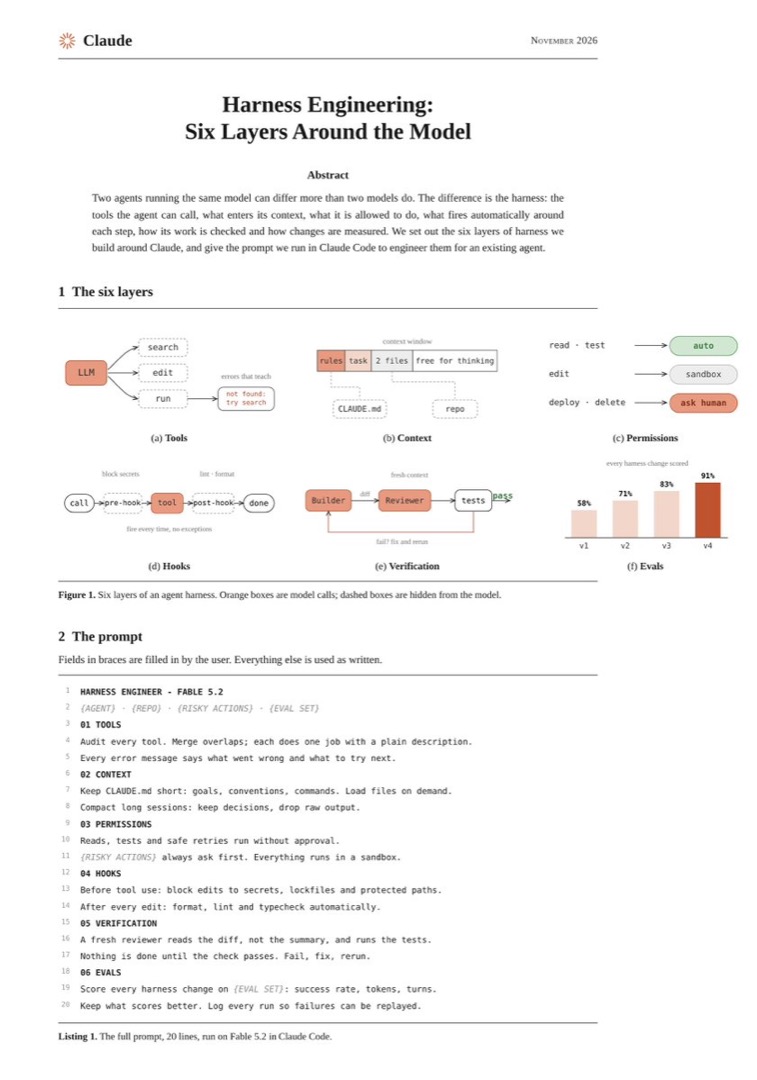 Claude
November 2026
Harness Engineering:
Six Layers Around the Model
Abstract
Two agents running the same model can differ more than two models do. The difference is the harness: the
tools the agent can call, what enters its context, what it is allowed to do, what fires automatically around
each step, how its work is checked and how changes are measured. We set out the six layers of harness we
build around Claude, and give the prompt we run in Claude Code to engineer them for an existing agent.
1 The six layers
LLM
search
edit
run
errors that teach
not found:
try search
(a) Tools
context window
rules task 2 files free for thinking
CLAUDE.md
repo
(b) Context
read · test
auto
edit
sandbox
deploy · delete
ask human
(c) Permissions
block secrets
lint · format
call
pre-hook
tool
post-hook
done
fire every time, no exceptions
(d) Hooks
fresh context
Builder
diff
Reviewer
tests
pass
fail? fix and rerun
(e) Verification
every harness change scored
58%
71%
83%
91%
v1
v2
v3
v4
(f) Evals
Figure 1. Six layers of an agent harness. Orange boxes are model calls; dashed boxes are hidden from the model.
2 The prompt
Fields in braces are filled in by the user. Everything else is used as written.
1 HARNESS ENGINEER - FABLE 5.2
2 {AGENT} · {REPO} · {RISKY ACTIONS} · {EVAL SET}
3 01 TOOLS
4 Audit every tool. Merge overlaps; each does one job with a plain description.
5 Every error message says what went wrong and what to try next.
6 02 CONTEXT
7 Keep CLAUDE.md short: goals, conventions, commands. Load files on demand.
8 Compact long sessions: keep decisions, drop raw output.
9 03 PERMISSIONS
10 Reads, tests and safe retries run without approval.
11 {RISKY ACTIONS} always ask first. Everything runs in a sandbox.
12 04 HOOKS
13 Before tool use: block edits to secrets, lockfiles and protected paths.
14 After every edit: format, lint and typecheck automatically.
15 05 VERIFICATION
16 A fresh reviewer reads the diff, not the summary, and runs the tests.
17 Nothing is done until the check passes. Fail, fix, rerun.
18 06 EVALS
19 Score every harness change on {EVAL SET}: success rate, tokens, turns.
20 Keep what scores better. Log every run so failures can be replayed.
Listing 1. The full prompt, 20 lines, run on Fable 5.2 in Claude Code.